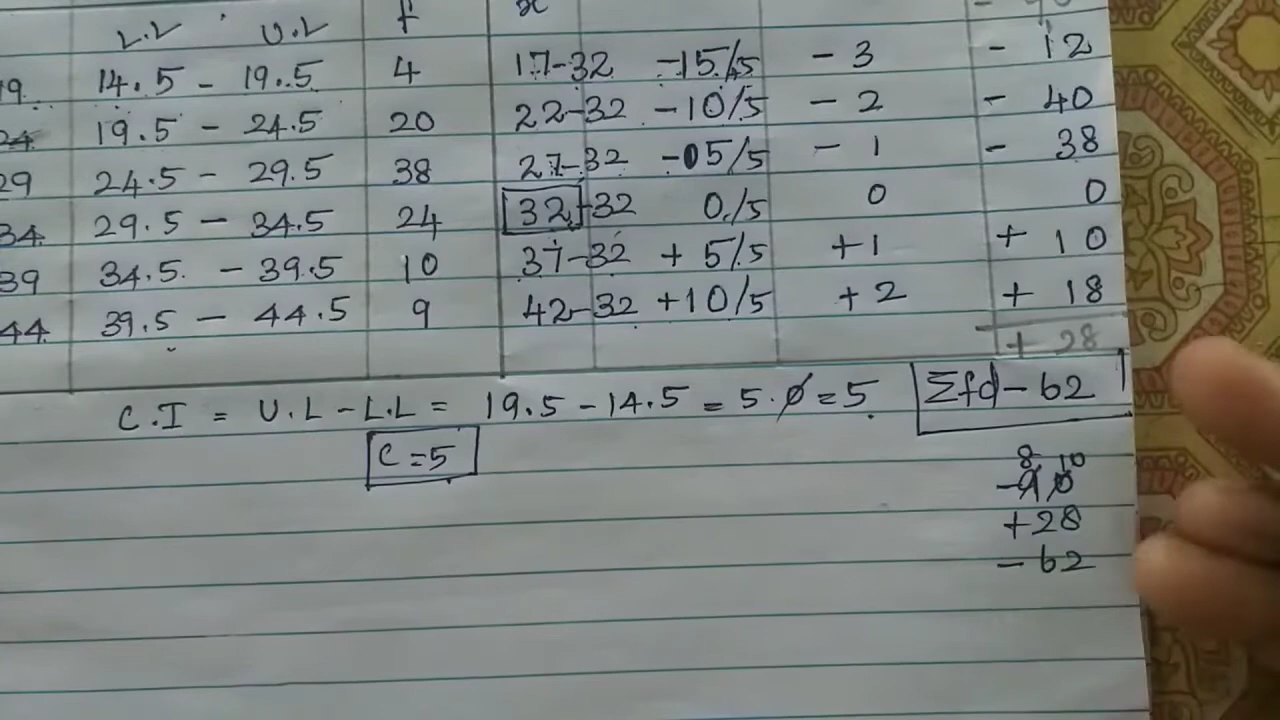 L.L U.L f x
19 14.5 - 19.5 4 17-32 -15/5 - 3 - 12
24 19.5 - 24.5 20 22-32 -10/5 - 2 - 40
29 24.5 - 29.5 38 27-32 -05/5 - 1 - 38
34 29.5 - 34.5 24 32-32 0/5 0 0
39 34.5 - 39.5 10 37-32 + 5/5 +1 + 10
44 39.5 - 44.5 9 42-32 +10/5 +2 + 18
+ 28
C.I = U.L - L.L = 19.5 - 14.5 = 5.0 = 5 Σfd - 62
C = 5
8 10
-90
+28
- 62